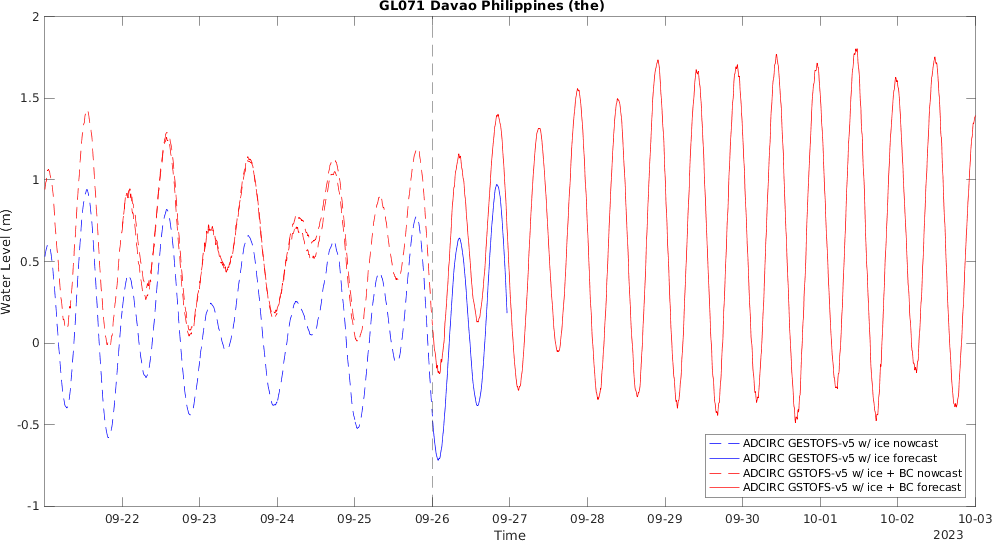 GL071 Davao Philippines (the)
2
1.5
1
0.5
0
-0.5
-1
Water Level (m)
ADCIRC GESTOFS-v5 w/ ice nowcast
ADCIRC GESTOFS-v5 w/ ice forecast
ADCIRC GSTOFS-v5 w/ ice + BC nowcast
ADCIRC GSTOFS-v5 w/ ice + BC forecast
09-22 09-23 09-24 09-25 09-26 09-27 09-28 09-29 09-30 10-01 10-02 10-03
Time
2023